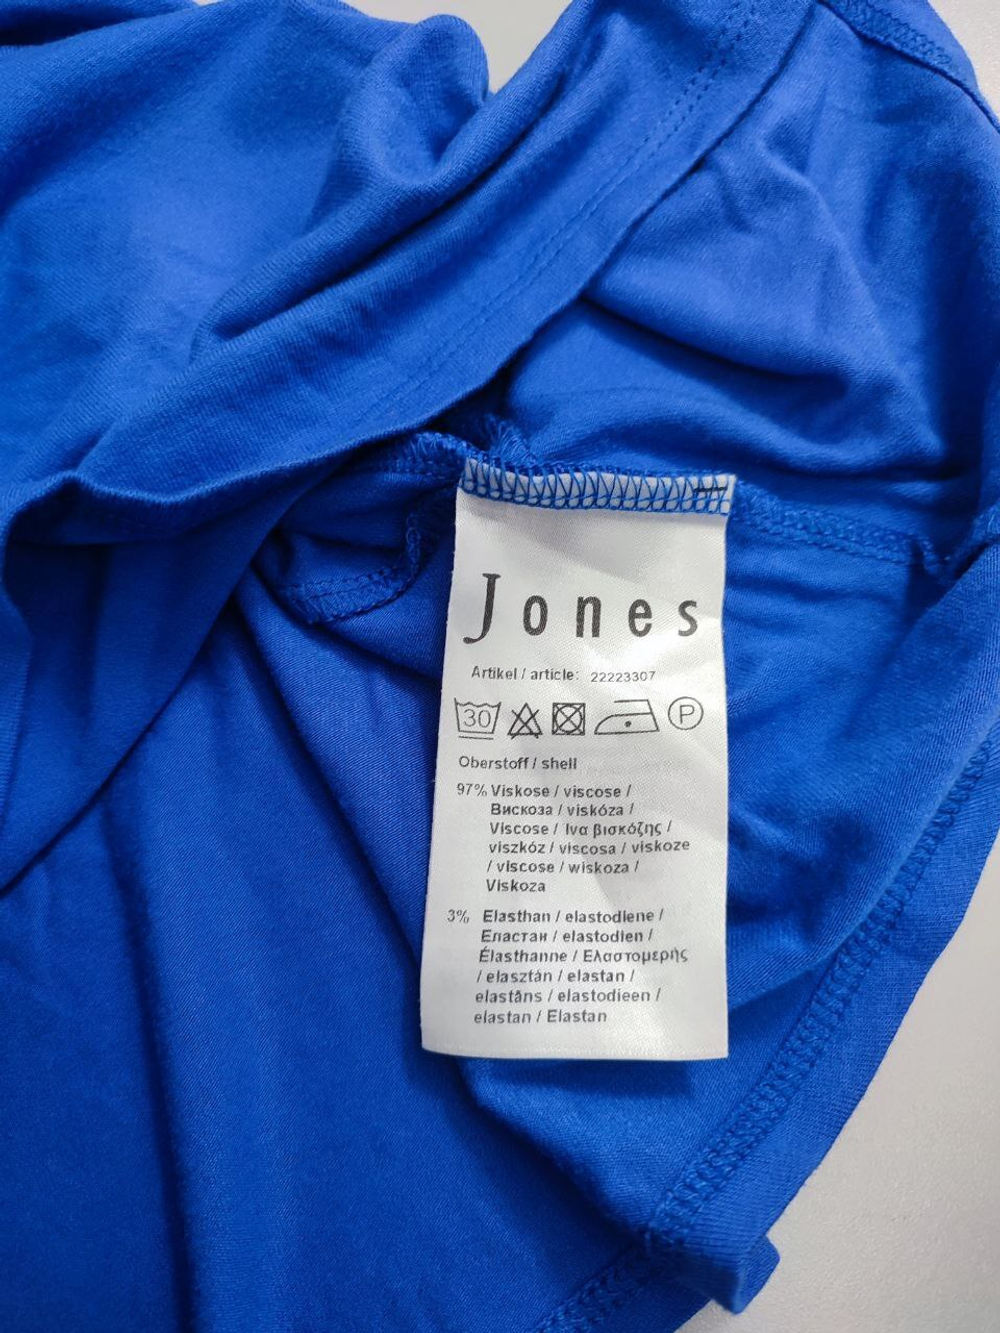 Jones
Artikel / article: 22223307
30
P
Oberstoff / shell
97% Viskose / viscose /
Вискоза / viskóza /
Viscose / Ινα βισκόζης /
viszkóz / viscosa / viskoze
/ viscose / wiskoza /
Viskoza
3% Elasthan / elastodiene /
Еластан / elastodien /
Élasthanne / Ελαστομερής
/ elasztán / elastan /
elastāns / elastodieen /
elastan / Elastan